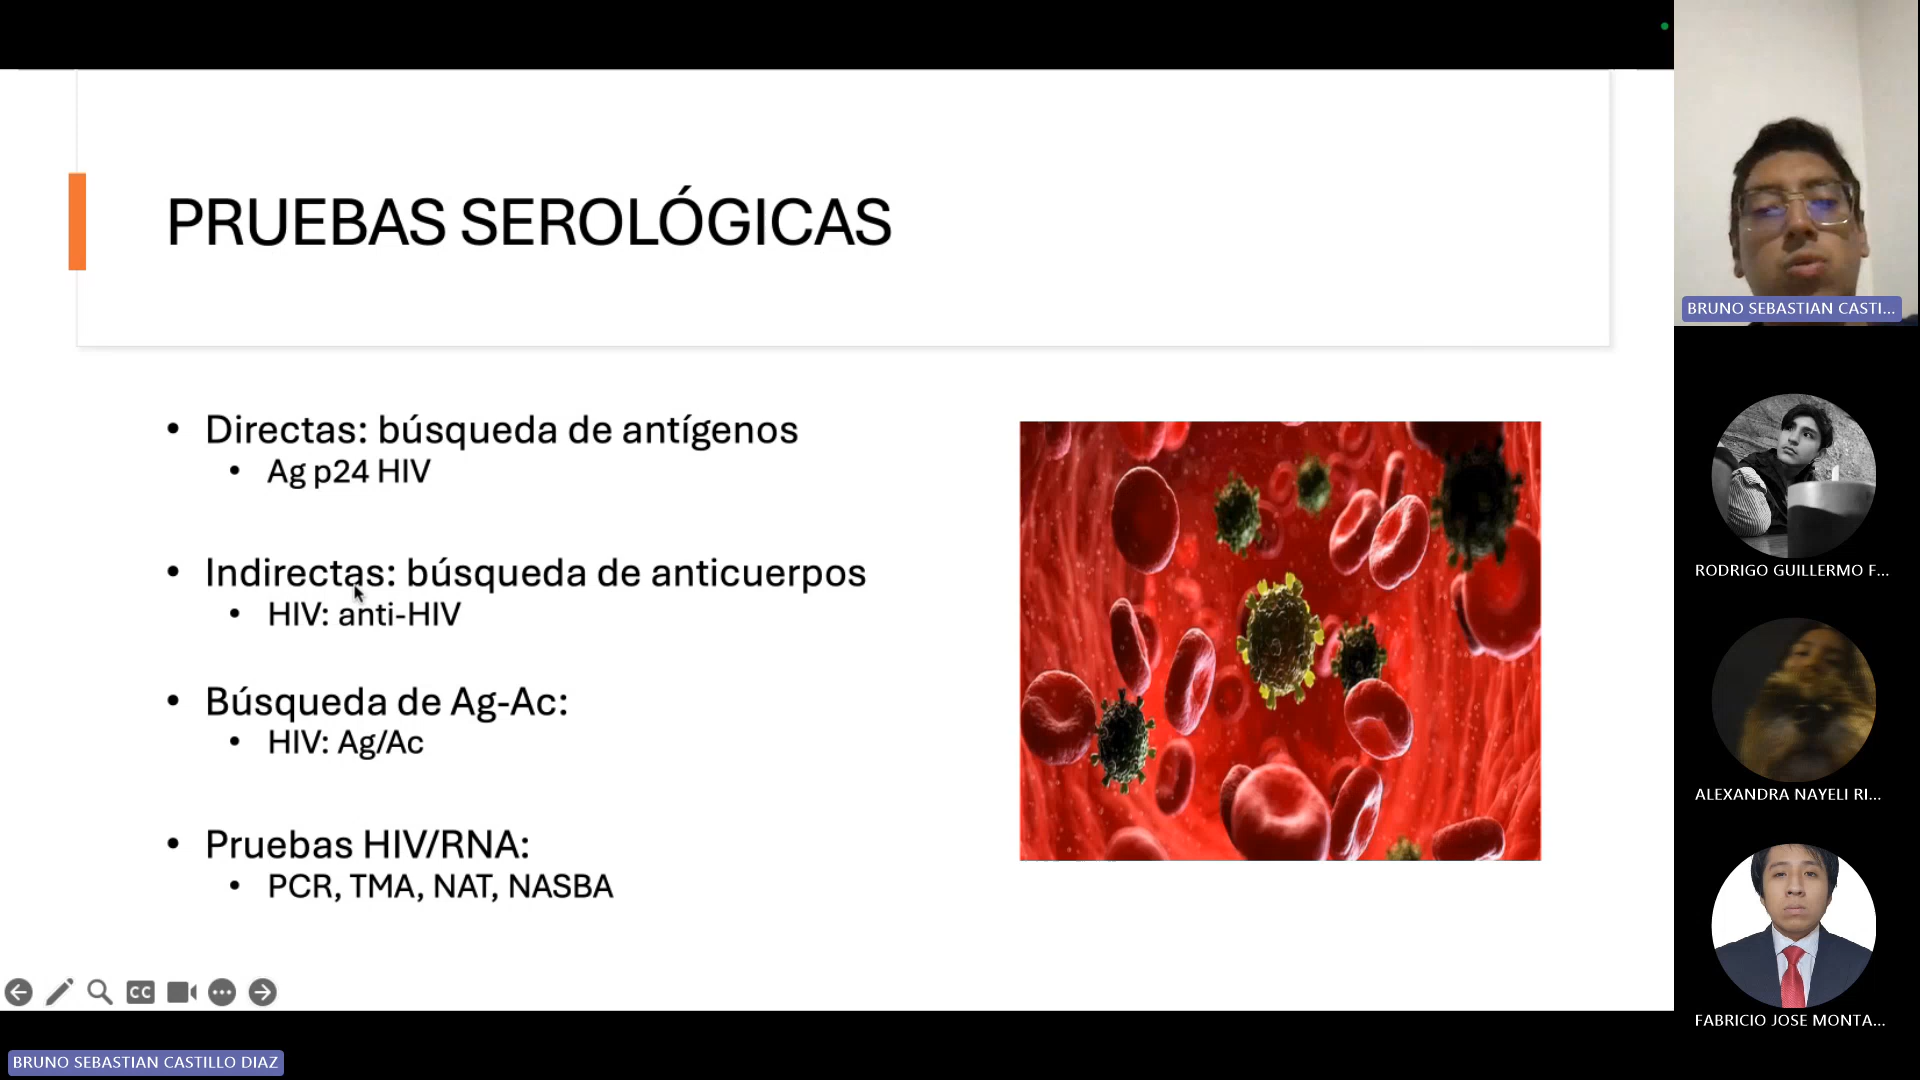 PRUEBAS SEROLÓGICAS
• Directas: búsqueda de antígenos
• Ag p24 HIV
• Indirectas: búsqueda de anticuerpos
• HIV: anti-HIV
• Búsqueda de Ag-Ac:
• HIV: Ag/Ac
• Pruebas HIV/RNA:
• PCR, TMA, NAT, NASBA
CC
BRUNO SEBASTIAN CASTILLO DIAZ
BRUNO SEBASTIAN CASTI...
RODRIGO GUILLERMO F...
ALEXANDRA NAYELI RI...
FABRICIO JOSE MONTA...